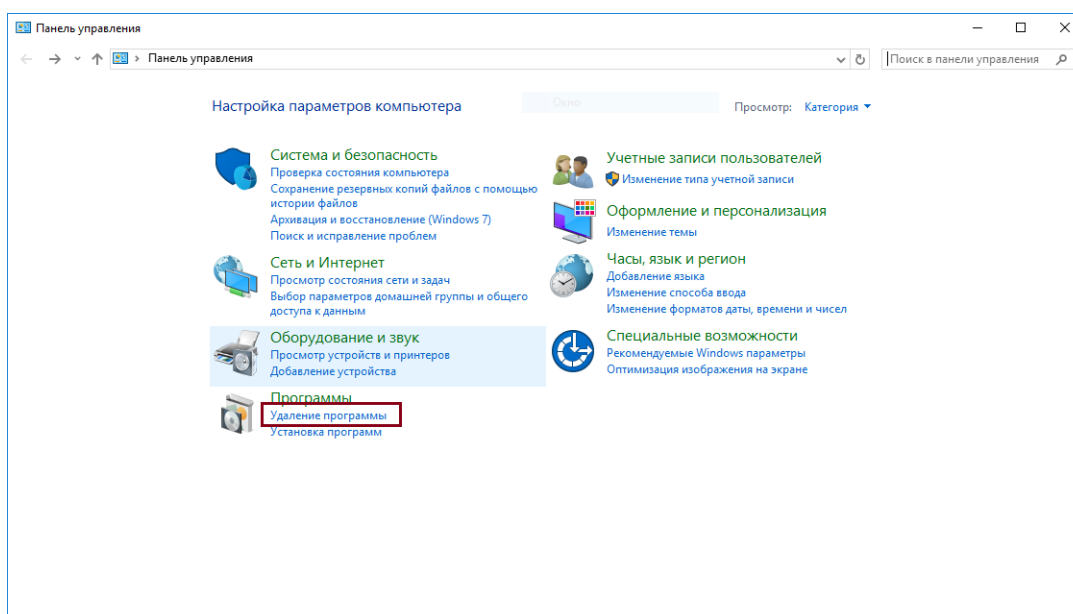 Панель управления
Панель управления
Поиск в панели управления
Настройка параметров компьютера
Окно
Просмотр: Категория
Система и безопасность
Проверка состояния компьютера
Сохранение резервных копий файлов с помощью
истории файлов
Архивация и восстановление (Windows 7)
Поиск и исправление проблем
Сеть и Интернет
Просмотр состояния сети и задач
Выбор параметров домашней группы и общего
доступа к данным
Оборудование и звук
Просмотр устройств и принтеров
Добавление устройства
Программы
Удаление программы
Установка программ
Учетные записи пользователей
Изменение типа учетной записи
Оформление и персонализация
Изменение темы
Часы, язык и регион
Добавление языка
Изменение способа ввода
Изменение форматов даты, времени и чисел
Специальные возможности
Рекомендуемые Windows параметры
Оптимизация изображения на экране